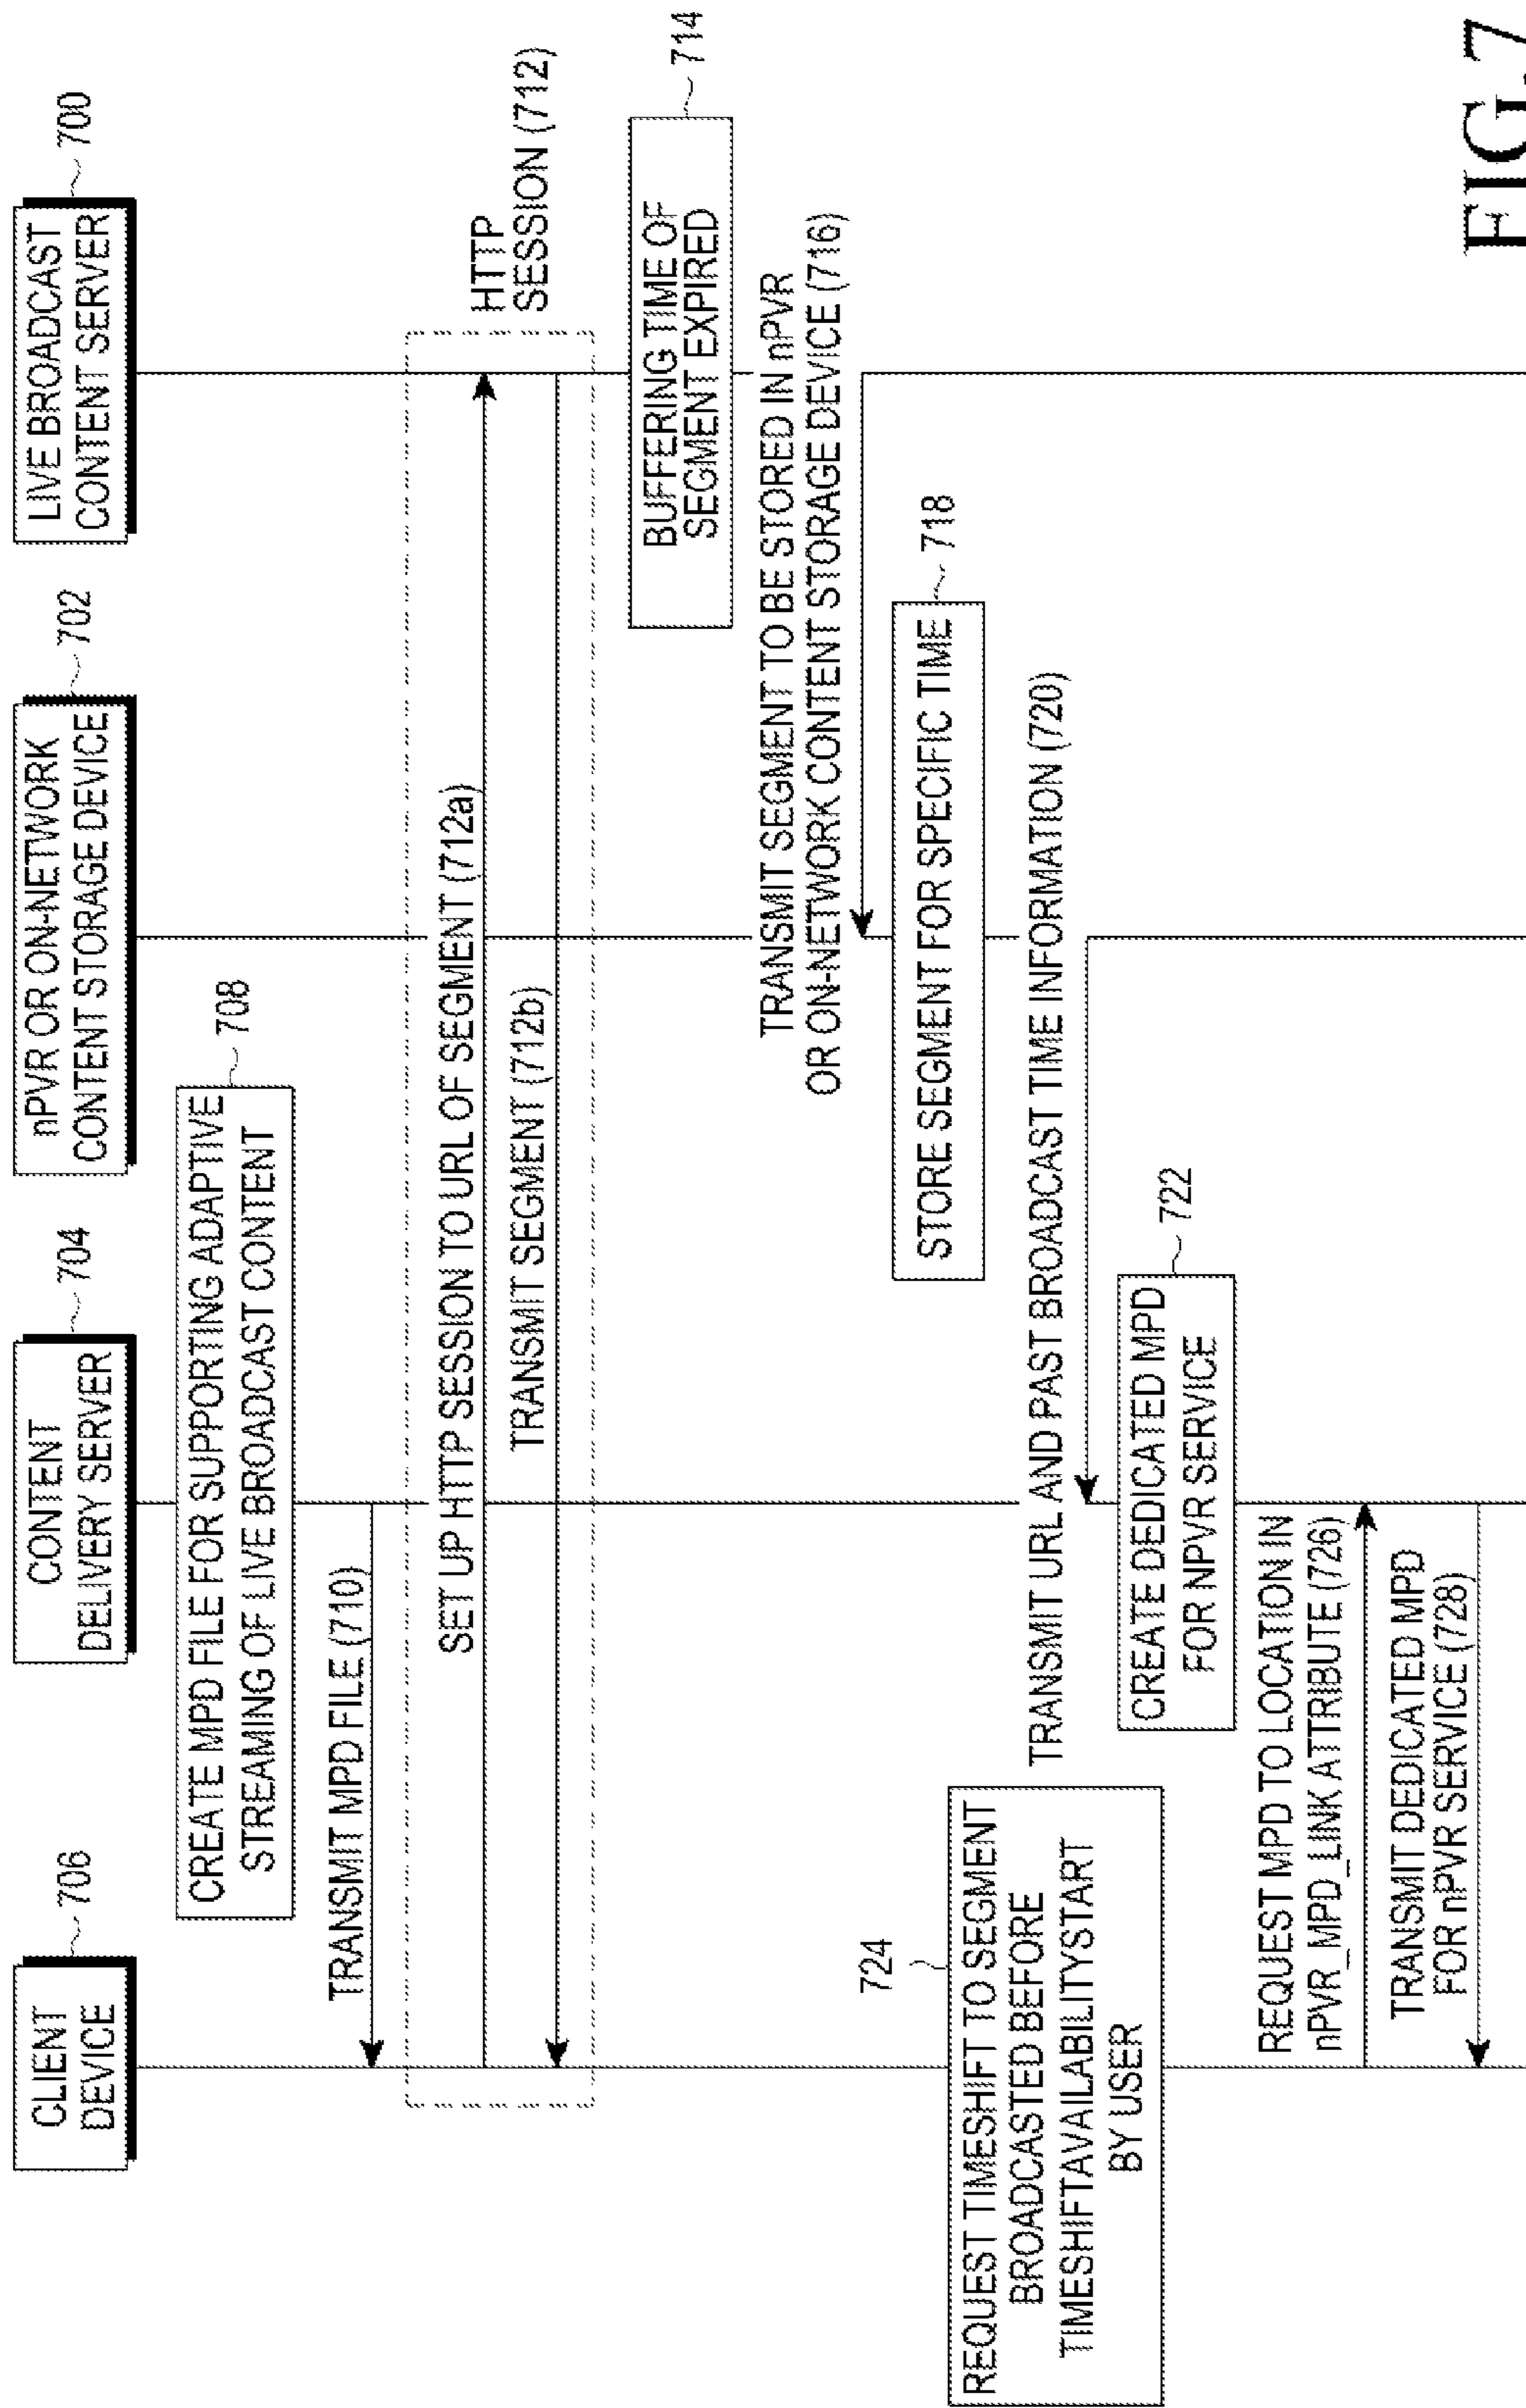 CLIENT
DEVICE
706
CONTENT
DELIVERY SERVER
704
nPVR OR ON-NETWORK
CONTENT STORAGE DEVICE
702
LIVE BROADCAST
CONTENT SERVER
700
CREATE MPD FILE FOR SUPPORTING ADAPTIVE
STREAMING OF LIVE BROADCAST CONTENT
708
TRANSMIT MPD FILE (710)
SET UP HTTP SESSION TO URL OF SEGMENT (712a)
TRANSMIT SEGMENT (712b)
HTTP
SESSION (712)
BUFFERING TIME OF
SEGMENT EXPIRED
714
TRANSMIT SEGMENT TO BE STORED IN nPVR
OR ON-NETWORK CONTENT STORAGE DEVICE (716)
STORE SEGMENT FOR SPECIFIC TIME
718
TRANSMIT URL AND PAST BROADCAST TIME INFORMATION (720)
CREATE DEDICATED MPD
FOR NPVR SERVICE
722
724
REQUEST TIMESHIFT TO SEGMENT
BROADCASTED BEFORE
TIMESHIFTAVAILABILITYSTART
BY USER
REQUEST MPD TO LOCATION IN
nPVR_MPD_LINK ATTRIBUTE (726)
TRANSMIT DEDICATED MPD
FOR nPVR SERVICE (728)
FIG.7